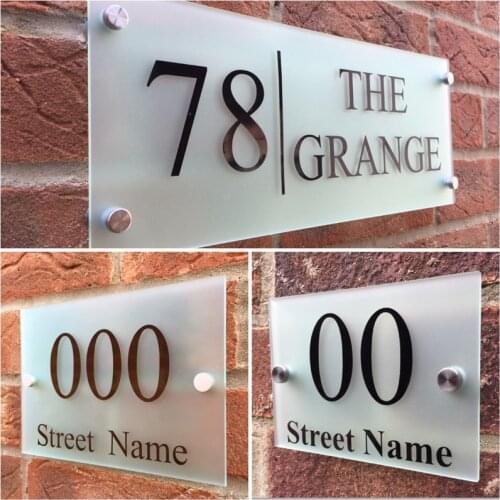 78 THE
GRANGE
000
Street Name
00
Street Name